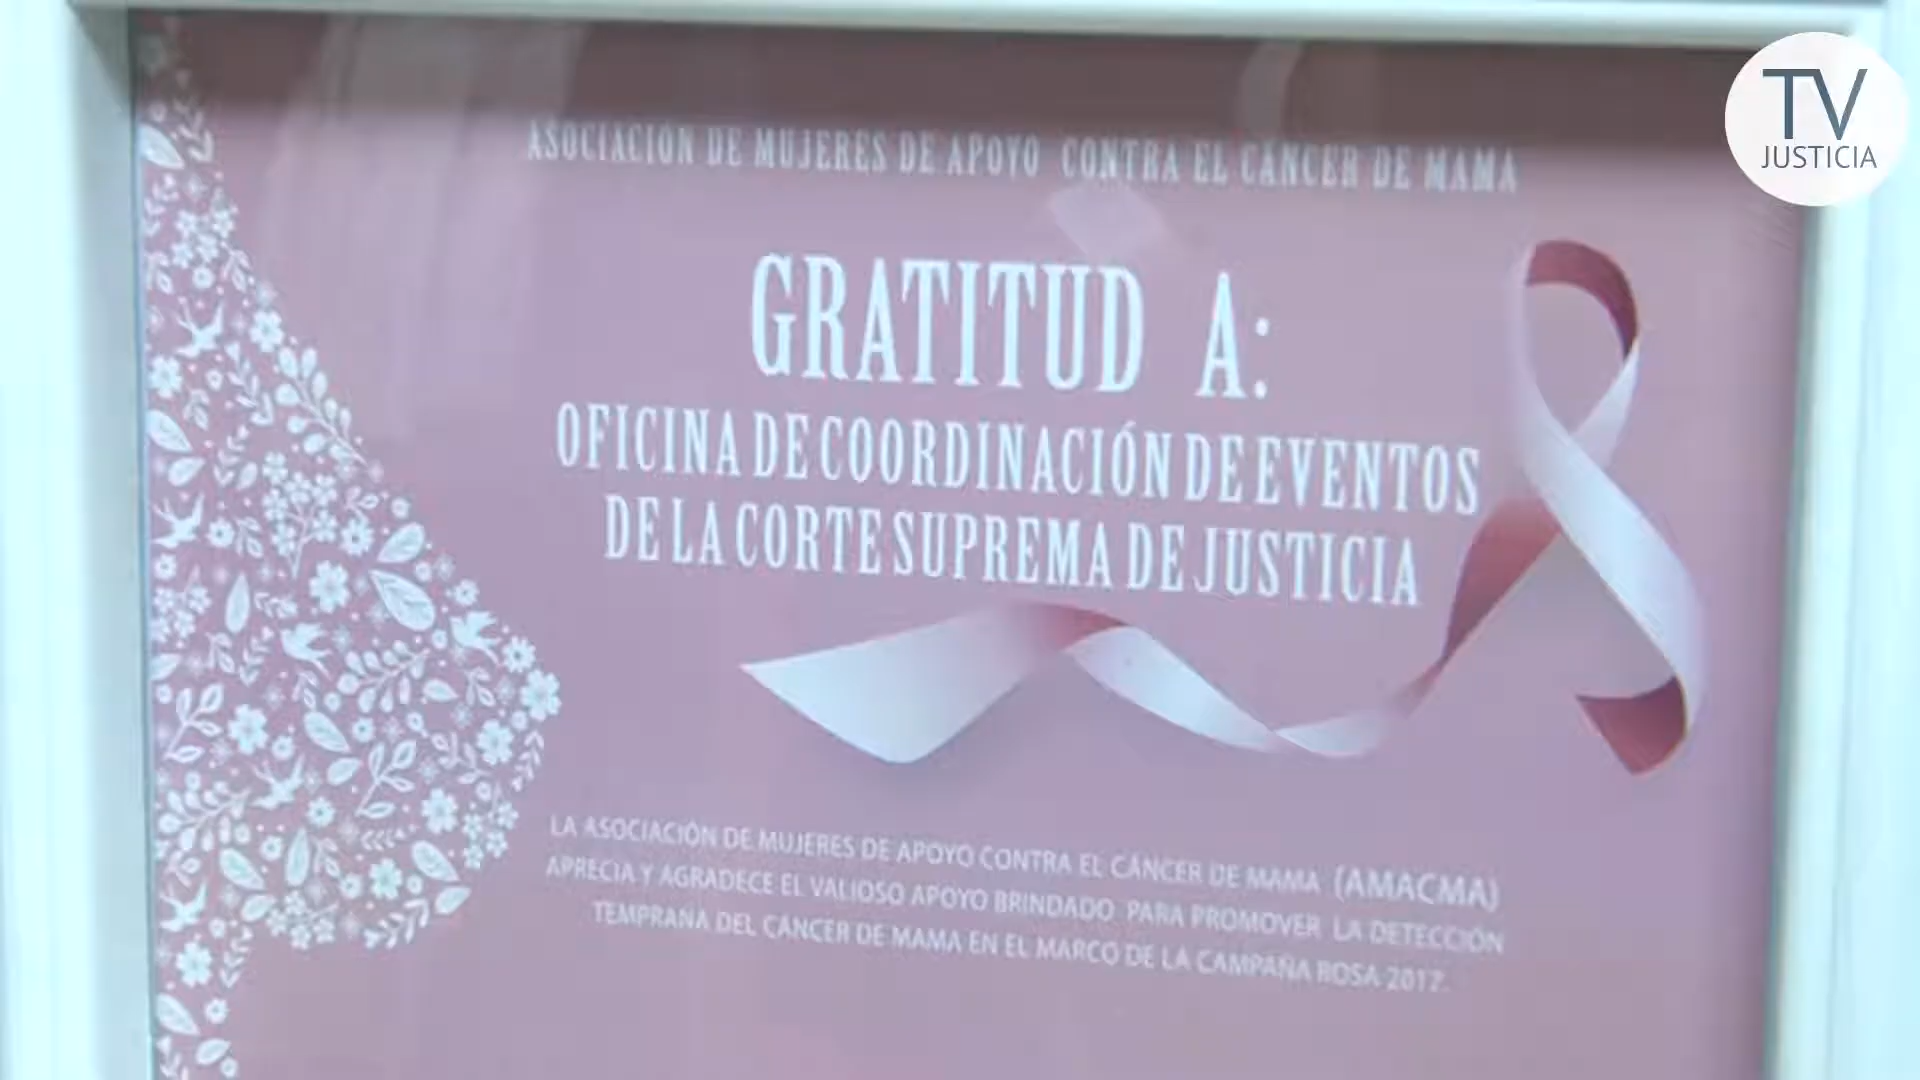 TV
JUSTICIA
ASOCIACIÓN DE MUJERES DE APOYO CONTRA EL CÁNCER DE MAMA
GRATITUD A:
OFICINA DE COORDINACIÓN DE EVENTOS
DE LA CORTE SUPREMA DE JUSTICIA
LA ASOCIACIÓN DE MUJERES DE APOYO CONTRA EL CÁNCER DE MAMA (AMACMA)
APRECIA Y AGRADECE EL VALIOSO APOYO BRINDADO PARA PROMOVER LA DETECCIÓN
TEMPRANA DEL CÁNCER DE MAMA EN EL MARCO DE LA CAMPAÑA ROSA 2017.